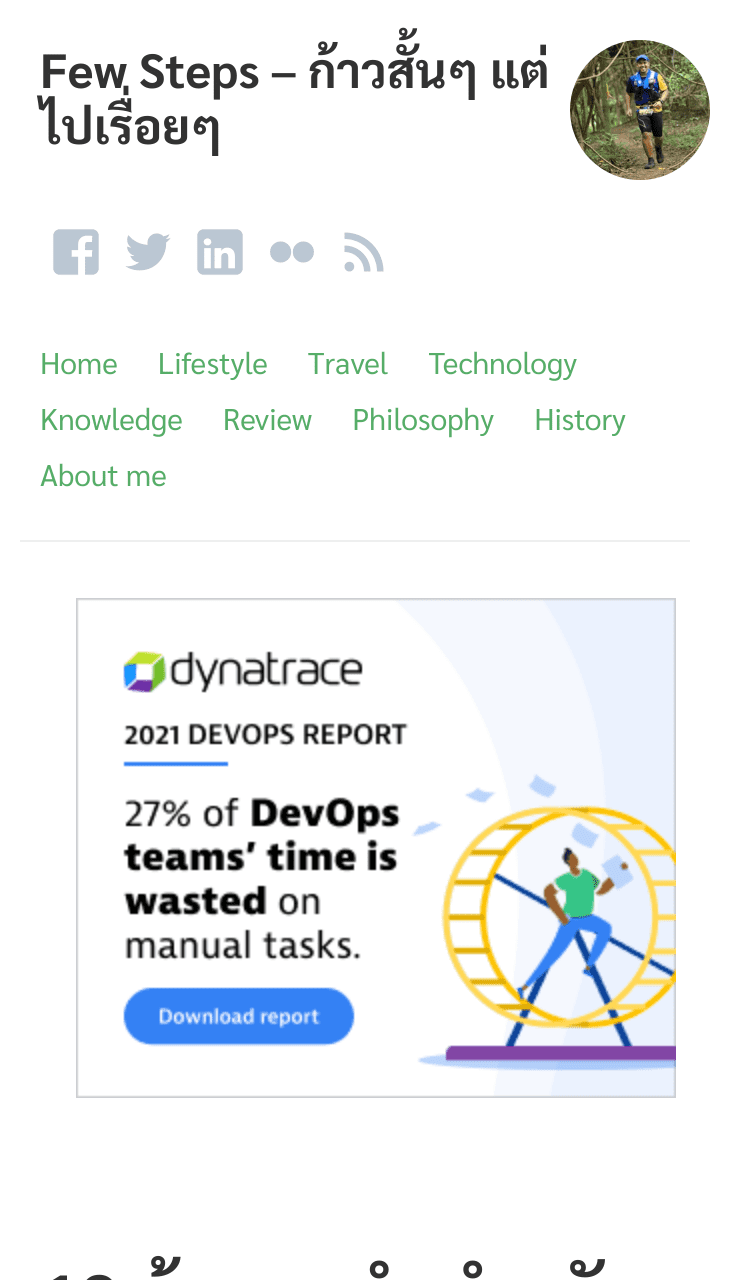 Few Steps – ก้าวสั้นๆ แต่
ไปเรื่อยๆ
Home Lifestyle Travel Technology
Knowledge Review Philosophy History
About me
dynatrace
2021 DEVOPS REPORT
27% of DevOps
teams’ time is
wasted on
manual tasks.
Download report